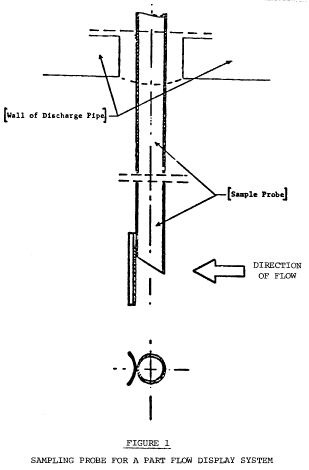 [Wall of Discharge Pipe]
[Sample Probe]
DIRECTION
OF FLOW
FIGURE 1
SAMPLING PROBE FOR A PART FLOW DISPLAY SYSTEM